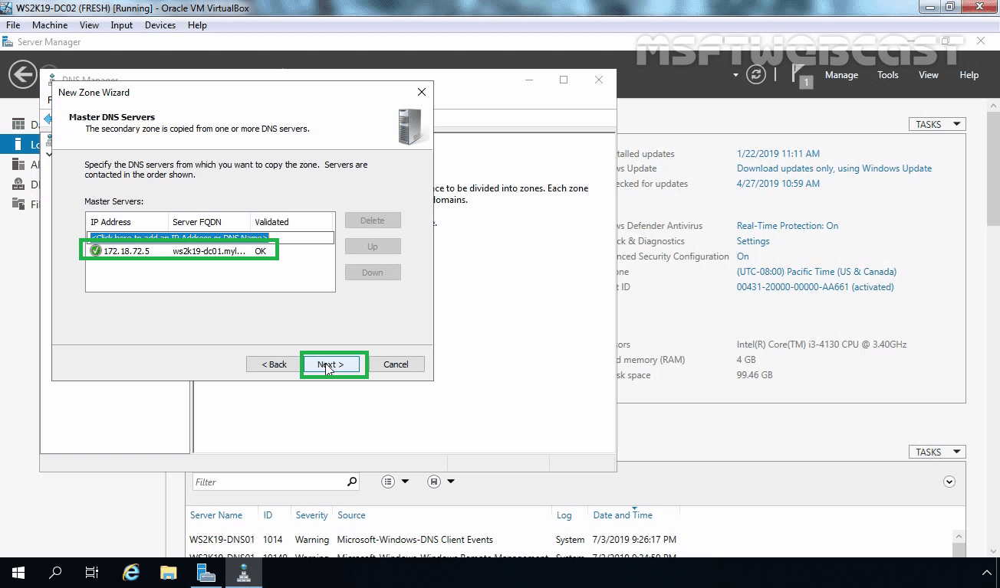 WS2K19-DC02 (FRESH) [Running] - Oracle VM VirtualBox
File Machine View Input Devices Help
Server Manager
MSFTWEBCAST
1 Manage Tools View Help
DNS Manager
New Zone Wizard
Master DNS Servers
The secondary zone is copied from one or more DNS servers.
Specify the DNS servers from which you want to copy the zone. Servers are
contacted in the order shown.
Master Servers:
IP Address Server FQDN Validated
<Click here to add an IP Address or DNS Name>
172.18.72.5 ws2k19-dc01.myl... OK
Delete
Up
Down
< Back Next > Cancel
ce to be divided into zones. Each zone
domains.
TASKS
talled updates 1/22/2019 11:11 AM
ws Update Download updates only, using Windows Update
ecked for updates 4/27/2019 10:59 AM
ws Defender Antivirus Real-Time Protection: On
ck & Diagnostics Settings
nced Security Configuration On
one (UTC-08:00) Pacific Time (US & Canada)
t ID 00431-20000-00000-AA661 (activated)
ors Intel(R) Core(TM) i3-4130 CPU @ 3.40GHz
d memory (RAM) 4 GB
sk space 99.46 GB
TASKS
Filter
Server Name ID Severity Source Log Date and Time
WS2K19-DNS01 1014 Warning Microsoft-Windows-DNS Client Events System 7/3/2019 9:26:17 PM
WS2K19-DNS01 10149 Warning Microsoft-Windows-Windows Remote Management System 7/3/2019 9:24:59 PM